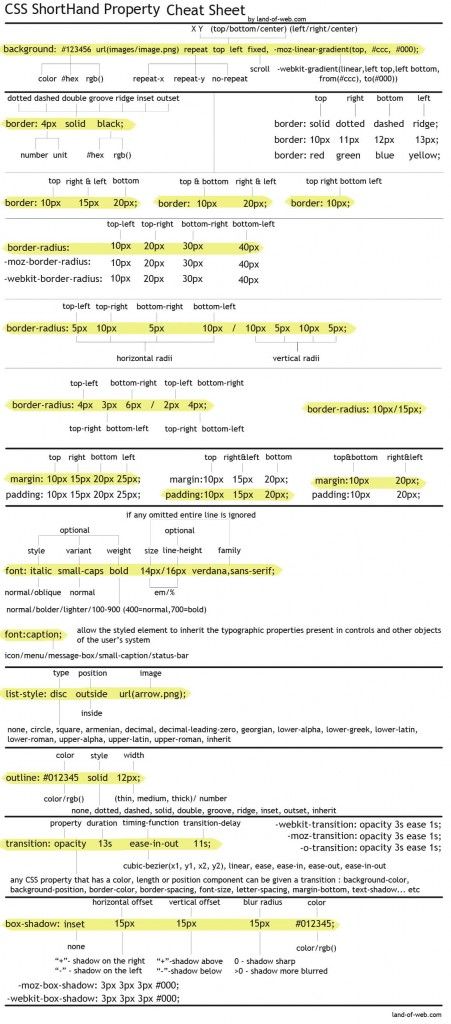 CSS ShortHand Property Cheat Sheet
by land-of-web.com
X Y (top/bottom/center) (left/right/center)
background: #123456 url(images/image.png) repeat top left fixed, -moz-linear-gradient(top, #ccc, #000);
scroll -webkit-gradient(linear,left top,left bottom,
color #hex rgb() repeat-x repeat-y no-repeat from(#ccc), to(#000))
dotted dashed double groove ridge inset outset top right bottom left
border: 4px solid black; border: solid dotted dashed ridge;
border: 10px 11px 12px 13px;
number unit #hex rgb() border: red green blue yellow;
top right & left bottom top & bottom right & left top right bottom left
border: 10px 15px 20px; border: 10px 20px; border: 10px;
top-left top-right bottom-right bottom-left
border-radius: 10px 20px 30px 40px
-moz-border-radius: 10px 20px 30px 40px
-webkit-border-radius: 10px 20px 30px 40px
top-left top-right bottom-right bottom-left
border-radius: 5px 10px 5px 10px / 10px 5px 10px 5px;
horizontal radii vertical radii
top-left bottom-right top-left bottom-right
border-radius: 4px 3px 6px / 2px 4px; border-radius: 10px/15px;
top-right bottom-left top-right bottom-left
top right bottom left top right&left bottom top&bottom right&left
margin: 10px 15px 20px 25px; margin:10px 15px 20px; margin:10px 20px;
padding: 10px 15px 20px 25px; padding:10px 15px 20px; padding:10px 20px;
if any omitted entire line is ignored
optional optional
style variant weight size line-height family
font: italic small-caps bold 14px/16px verdana,sans-serif;
normal/oblique normal em/%
normal/bolder/lighter/100-900 (400=normal,700=bold)
font:caption; allow the styled element to inherit the typographic properties present in controls and other objects
of the user's system
icon/menu/message-box/small-caption/status-bar
type position image
list-style: disc outside url(arrow.png);
inside
none, circle, square, armenian, decimal, decimal-leading-zero, georgian, lower-alpha, lower-greek, lower-latin,
lower-roman, upper-alpha, upper-latin, upper-roman, inherit
color style width
outline: #012345 solid 12px;
color/rgb() (thin, medium, thick)/ number
none, dotted, dashed, solid, double, groove, ridge, inset, outset, inherit
property duration timing-function transition-delay -webkit-transition: opacity 3s ease 1s;
-moz-transition: opacity 3s ease 1s;
transition: opacity 13s ease-in-out 11s; -o-transition: opacity 3s ease 1s;
cubic-bezier(x1, y1, x2, y2), linear, ease, ease-in, ease-out, ease-in-out
any CSS property that has a color, length or position component can be given a transition : background-color,
background-position, border-color, border-spacing, font-size, letter-spacing, margin-bottom, text-shadow... etc
horizontal offset vertical offset blur radius color
box-shadow: inset 15px 15px 15px #012345;
none color/rgb()
"+"- shadow on the right "+"-shadow above 0 - shadow sharp
"-" - shadow on the left "-"-shadow below >0 - shadow more blurred
-moz-box-shadow: 3px 3px 3px #000;
-webkit-box-shadow: 3px 3px 3px #000;
land-of-web.com